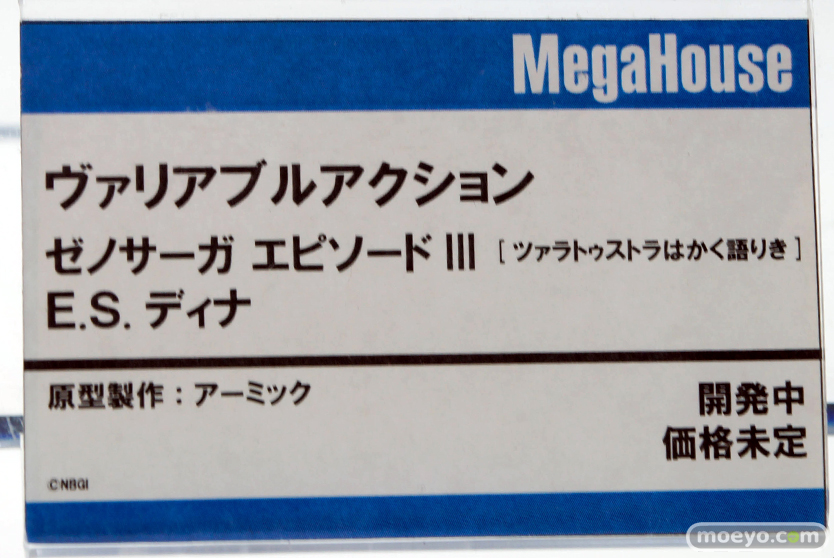 MegaHouse
ヴァリアブルアクション
ゼノサーガ エピソードIII [ ツァラトゥストラはかく語りき ]
E.S. ディナ
原型製作：アーミック
開発中
価格未定
©NBGI
moeyo.com